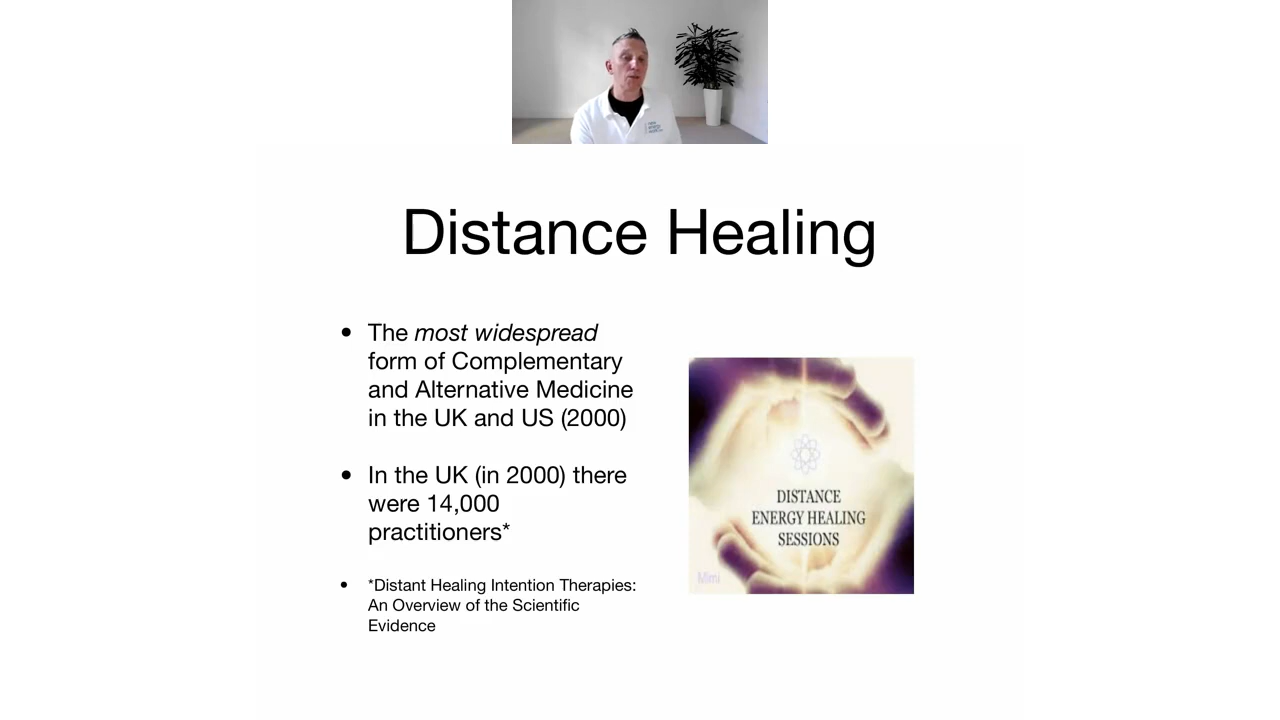 Distance Healing
• The most widespread
form of Complementary
and Alternative Medicine
in the UK and US (2000)
• In the UK (in 2000) there
were 14,000
practitioners*
• *Distant Healing Intention Therapies:
An Overview of the Scientific
Evidence
DISTANCE
ENERGY HEALING
SESSIONS
Mimi